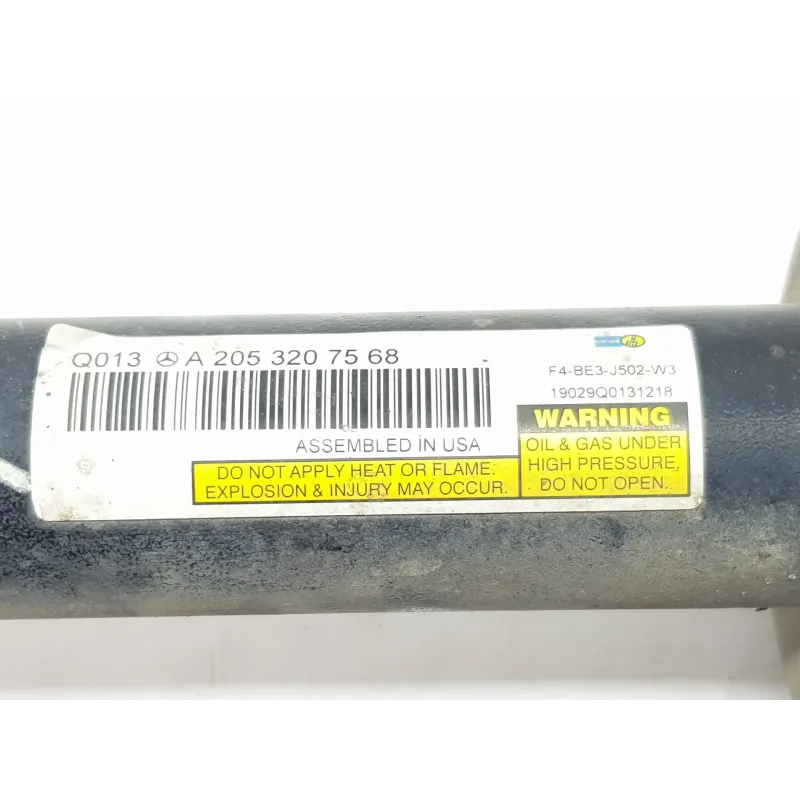 Q013 A 205 320 75 68
ASSEMBLED IN USA
DO NOT APPLY HEAT OR FLAME.
EXPLOSION & INJURY MAY OCCUR.
F4-BE3-J502-W3
19029Q0131218
WARNING
OIL & GAS UNDER
HIGH PRESSURE,
DO NOT OPEN.